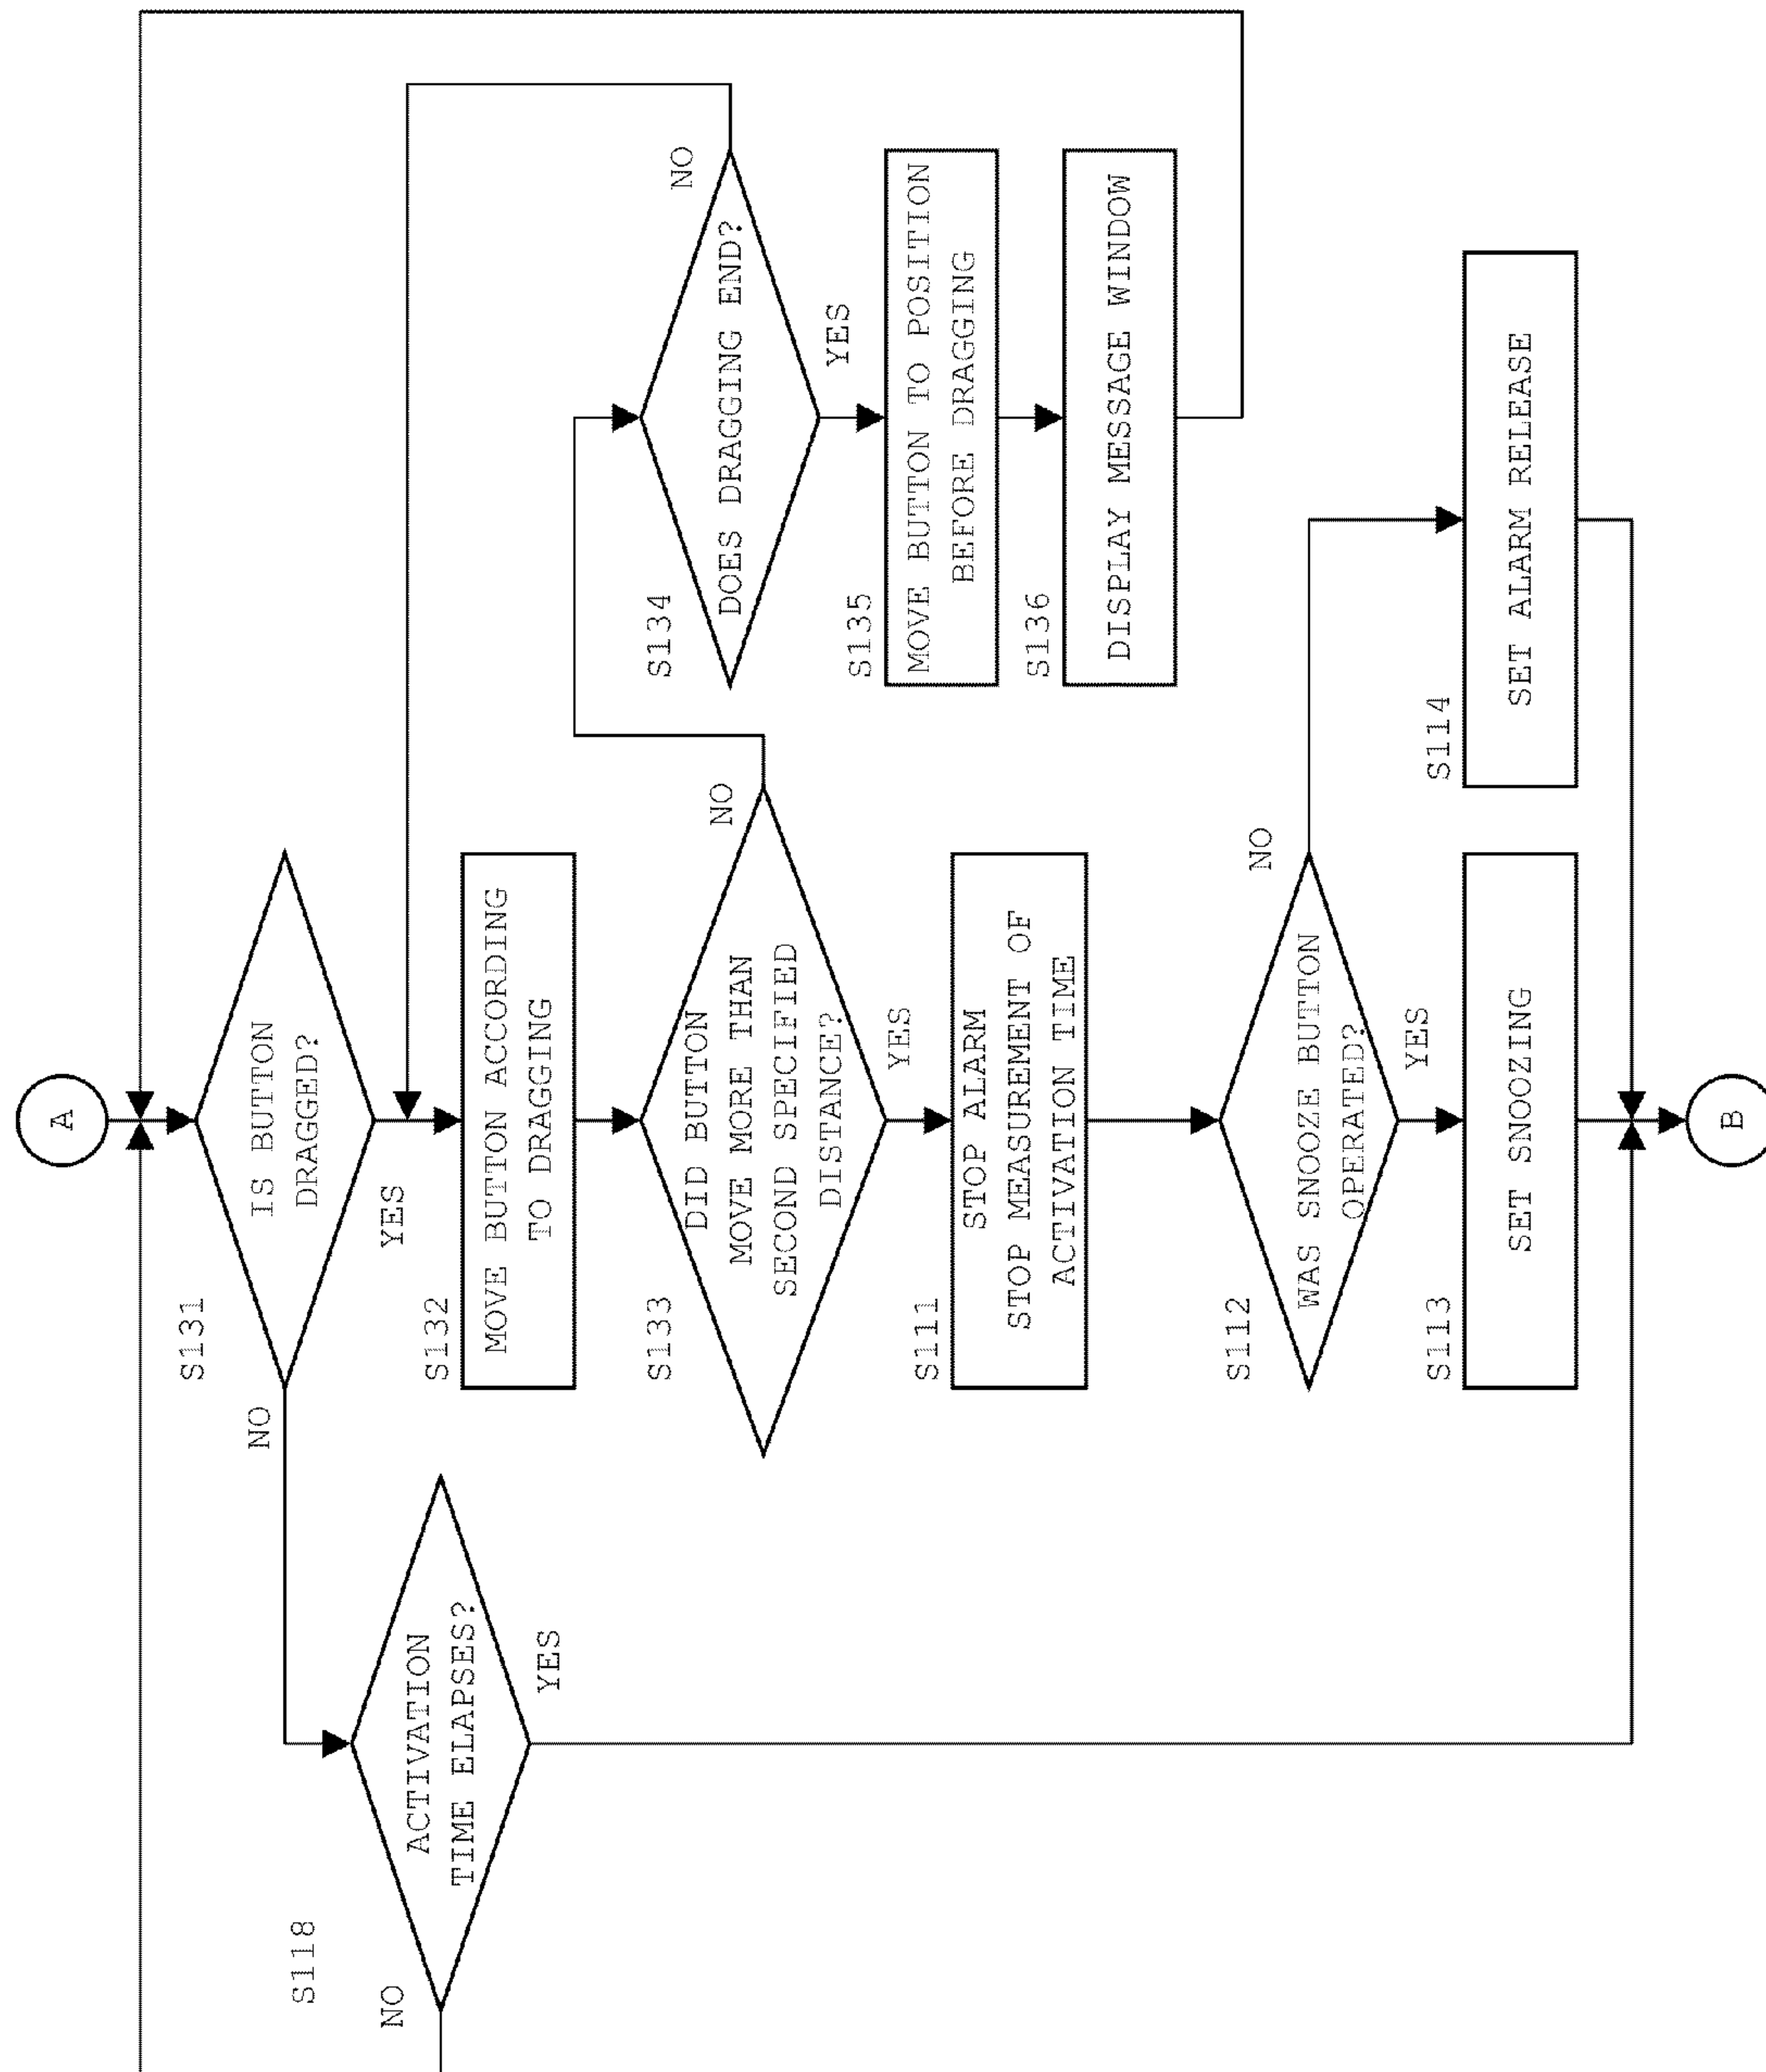 A
S131
IS BUTTON
DRAGGED?
NO
YES
S118
ACTIVATION
TIME ELAPSES?
NO
YES
S132
MOVE BUTTON ACCORDING
TO DRAGGING
S133
DID BUTTON
MOVE MORE THAN
SECOND SPECIFIED
DISTANCE?
NO
YES
S134
DOES DRAGGING END?
NO
YES
S135
MOVE BUTTON TO POSITION
BEFORE DRAGGING
S136
DISPLAY MESSAGE WINDOW
S111
STOP ALARM
STOP MEASUREMENT OF
ACTIVATION TIME
S112
WAS SNOOZE BUTTON
OPERATED?
NO
YES
S113
SET SNOOZING
S114
SET ALARM RELEASE
B